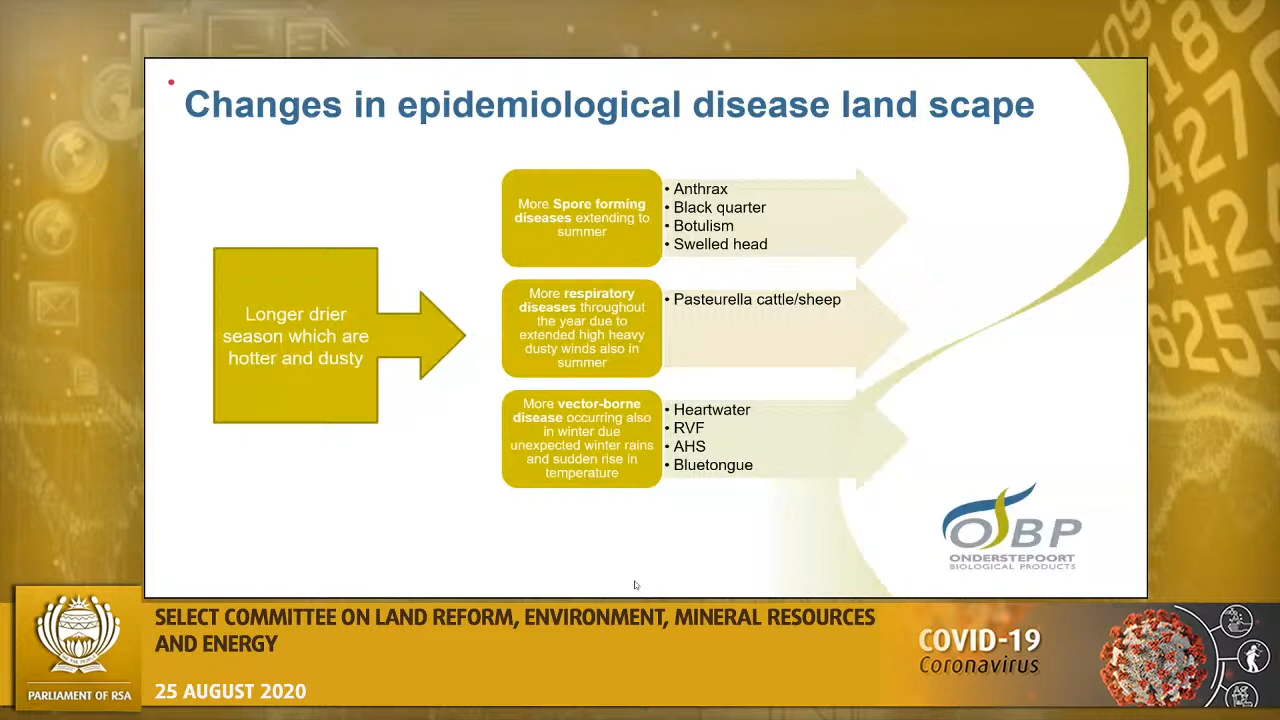 Changes in epidemiological disease land scape
Longer drier
season which are
hotter and dusty
More Spore forming
diseases extending to
summer
• Anthrax
• Black quarter
• Botulism
• Swelled head
More respiratory
diseases throughout
the year due to
extended high heavy
dusty winds also in
summer
• Pasteurella cattle/sheep
More vector-borne
disease occurring also
in winter due
unexpected winter rains
and sudden rise in
temperature
• Heartwater
• RVF
• AHS
• Bluetongue
OBP
ONDERSTEPOORT
BIOLOGICAL PRODUCTS
SELECT COMMITTEE ON LAND REFORM, ENVIRONMENT, MINERAL RESOURCES
AND ENERGY
25 AUGUST 2020
PARLIAMENT OF RSA
COVID-19
Coronavirus